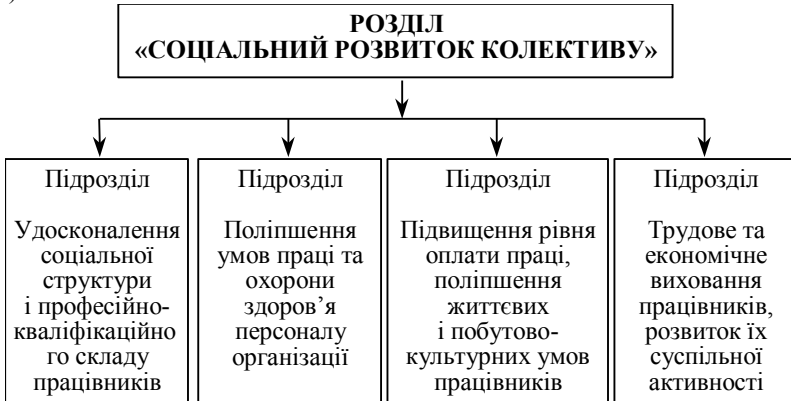 )
РОЗДІЛ
«СОЦІАЛЬНИЙ РОЗВИТОК КОЛЕКТИВУ»
Підрозділ
Удосконалення
соціальної
структури
і професійно-
кваліфікаційно
го складу
працівників
Підрозділ
Поліпшення
умов праці та
охорони
здоров’я
персоналу
організації
Підрозділ
Підвищення рівня
оплати праці,
поліпшення
життєвих
і побутово-
культурних умов
працівників
Підрозділ
Трудове та
економічне
виховання
працівників,
розвиток їх
суспільної
активності